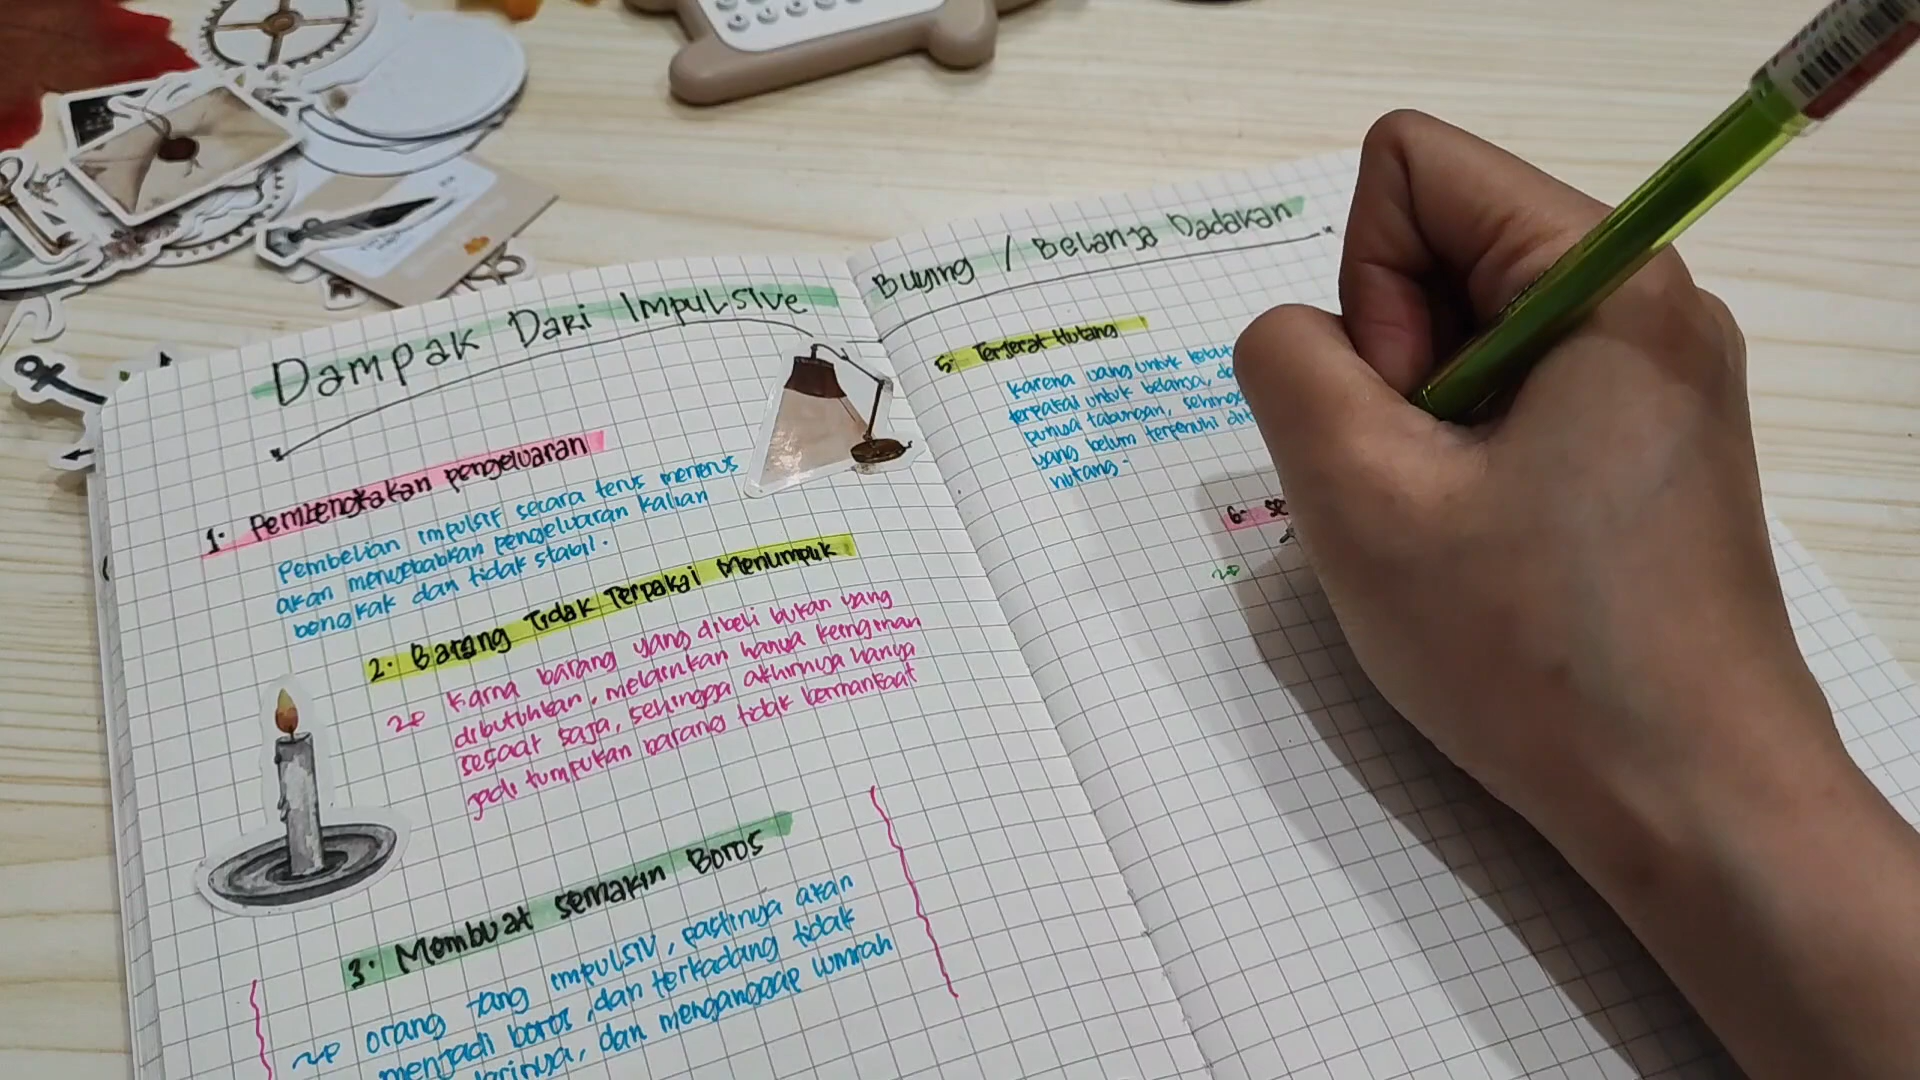 Dampak Dari Impulsive
1. Pembengkakan pengeluaran
Pembelian impulsif secara terus menerus
akan menyebabkan pengeluaran kalian
bengkak dan tidak stabil.
2. Barang Tidak Terpakai Menumpuk
Karna barang yang dibeli bukan yang
dibutuhkan, melainkan hanya keinginan
sesaat saja, sehingga akhirnya hanya
jadi tumpukan barang tidak bermanfaat
3. Membuat semakin Boros
orang yang impulsiv, pastinya akan
menjadi boros, dan terkadang tidak
dan menganggap lumrah
Buying / Belanja Dadakan
5. Terjerat Hutang
Karena uang untuk
terpakai untuk belanja,
punya tabungan,
yang belum terpenuhi
hutang.
6. se